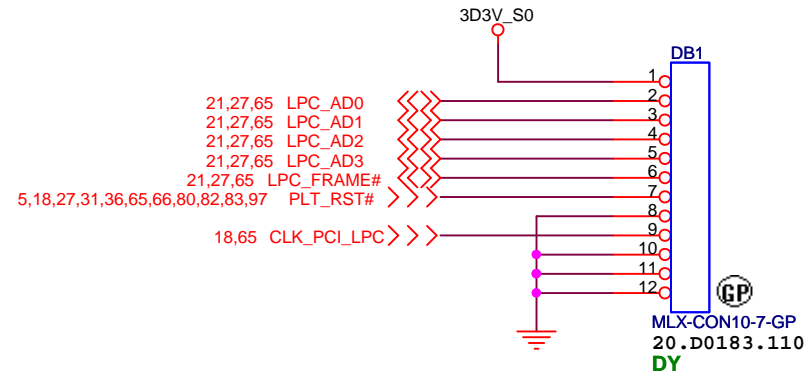 3D3V_S0
DB1
1
21,27,65 LPC_AD0 2
21,27,65 LPC_AD1 3
21,27,65 LPC_AD2 4
21,27,65 LPC_AD3 5
21,27,65 LPC_FRAME# 6
5,18,27,31,36,65,66,80,82,83,97 PLT_RST# 7
8
18,65 CLK_PCI_LPC 9
10
11
12
GP
MLX-CON10-7-GP
20.D0183.110
DY